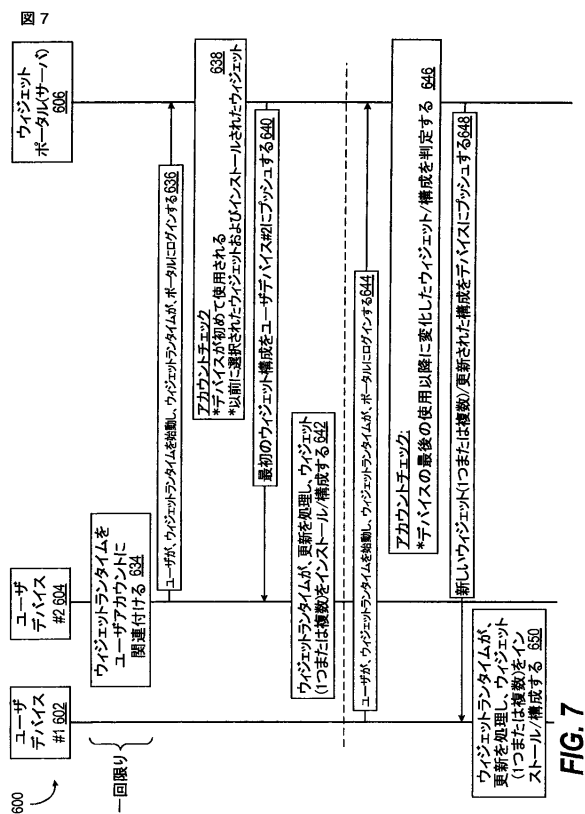 図７
600
ユーザ
デバイス
#1 602
ユーザ
デバイス
#2 604
ウィジェット
ポータル(サーバ)
606
一回限り
ウィジェットランタイムを
ユーザアカウントに
関連付ける 634
ユーザが、ウィジェットランタイムを始動し、ウィジェットランタイムが、ポータルにログインする 636
アカウントチェック
*デバイスが初めて使用される
*以前に選択されたウィジェットおよびインストールされたウィジェット
638
最初のウィジェット構成をユーザデバイス#2にプッシュする 640
ウィジェットランタイムが、更新を処理し、ウィジェット
(1つまたは複数)をインストール/構成する 642
ユーザが、ウィジェットランタイムを始動し、ウィジェットランタイムが、ポータルにログインする 644
アカウントチェック:
*デバイスの最後の使用以降に変化したウィジェット/構成を判定する 646
新しいウィジェット(1つまたは複数)/更新された構成をデバイスにプッシュする 648
ウィジェットランタイムが、
更新を処理し、ウィジェット
(1つまたは複数)をイン
ストール/構成する 650
FIG. 7